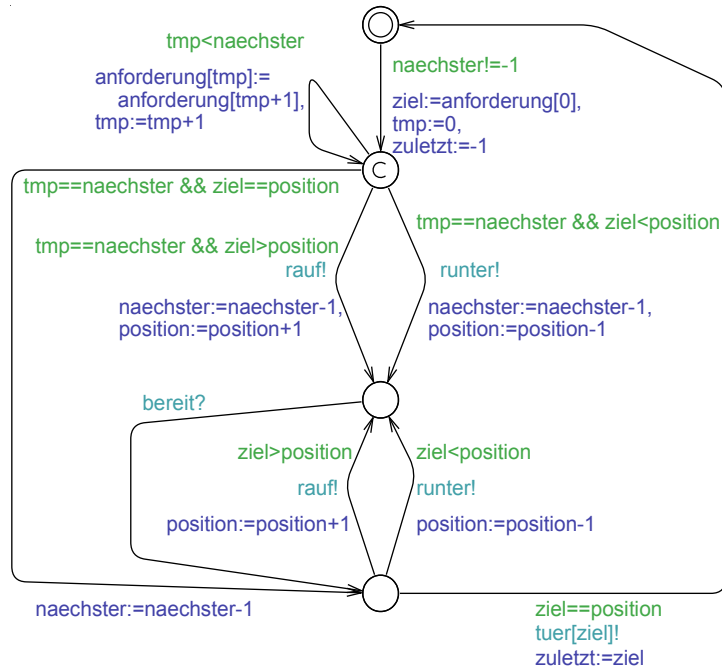 tmp<naechster
naechster!=-1
anforderung[tmp]:=
anforderung[tmp+1],
tmp:=tmp+1
ziel:=anforderung[0],
tmp:=0,
zuletzt:=-1
C
tmp==naechster && ziel==position
tmp==naechster && ziel<position
tmp==naechster && ziel>position
rauf!
runter!
naechster:=naechster-1,
position:=position+1
naechster:=naechster-1,
position:=position-1
bereit?
ziel>position
ziel<position
rauf!
runter!
position:=position+1
position:=position-1
naechster:=naechster-1
ziel==position
tuer[ziel]!
zuletzt:=ziel